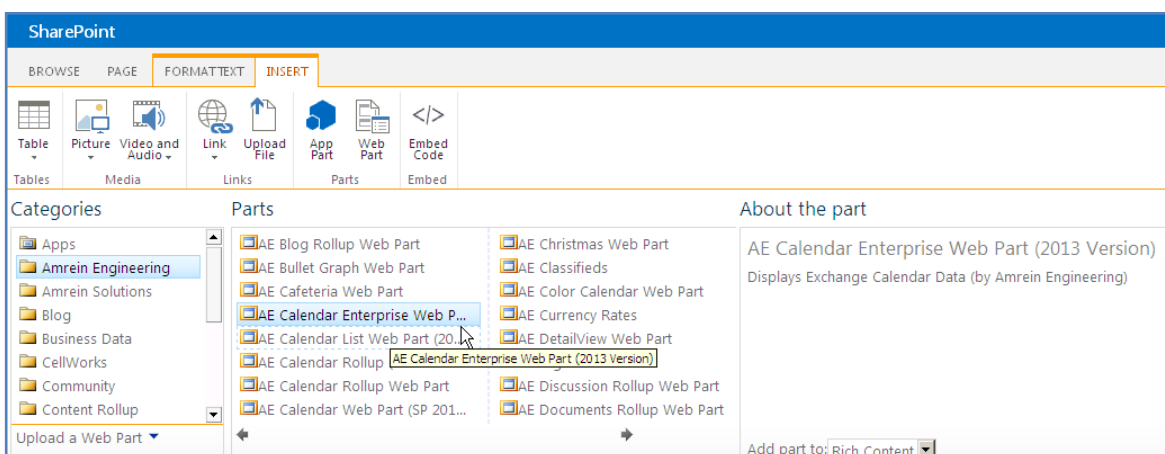 SharePoint
BROWSE PAGE FORMAT TEXT INSERT
Table Picture Video and Audio Link Upload File App Part Web Part Embed Code
Tables Media Links Parts Embed
Categories
Apps
Amrein Engineering
Amrein Solutions
Blog
Business Data
CellWorks
Community
Content Rollup
Upload a Web Part
Parts
AE Blog Rollup Web Part
AE Bullet Graph Web Part
AE Cafeteria Web Part
AE Calendar Enterprise Web P...
AE Calendar List Web Part (20...
AE Calendar Rollup
AE Calendar Rollup Web Part
AE Calendar Web Part (SP 201...
AE Calendar Enterprise Web Part (2013 Version)
AE Christmas Web Part
AE Classifieds
AE Color Calendar Web Part
AE Currency Rates
AE DetailView Web Part
AE Discussion Rollup Web Part
AE Documents Rollup Web Part
About the part
AE Calendar Enterprise Web Part (2013 Version)
Displays Exchange Calendar Data (by Amrein Engineering)
Add part to: Rich Content